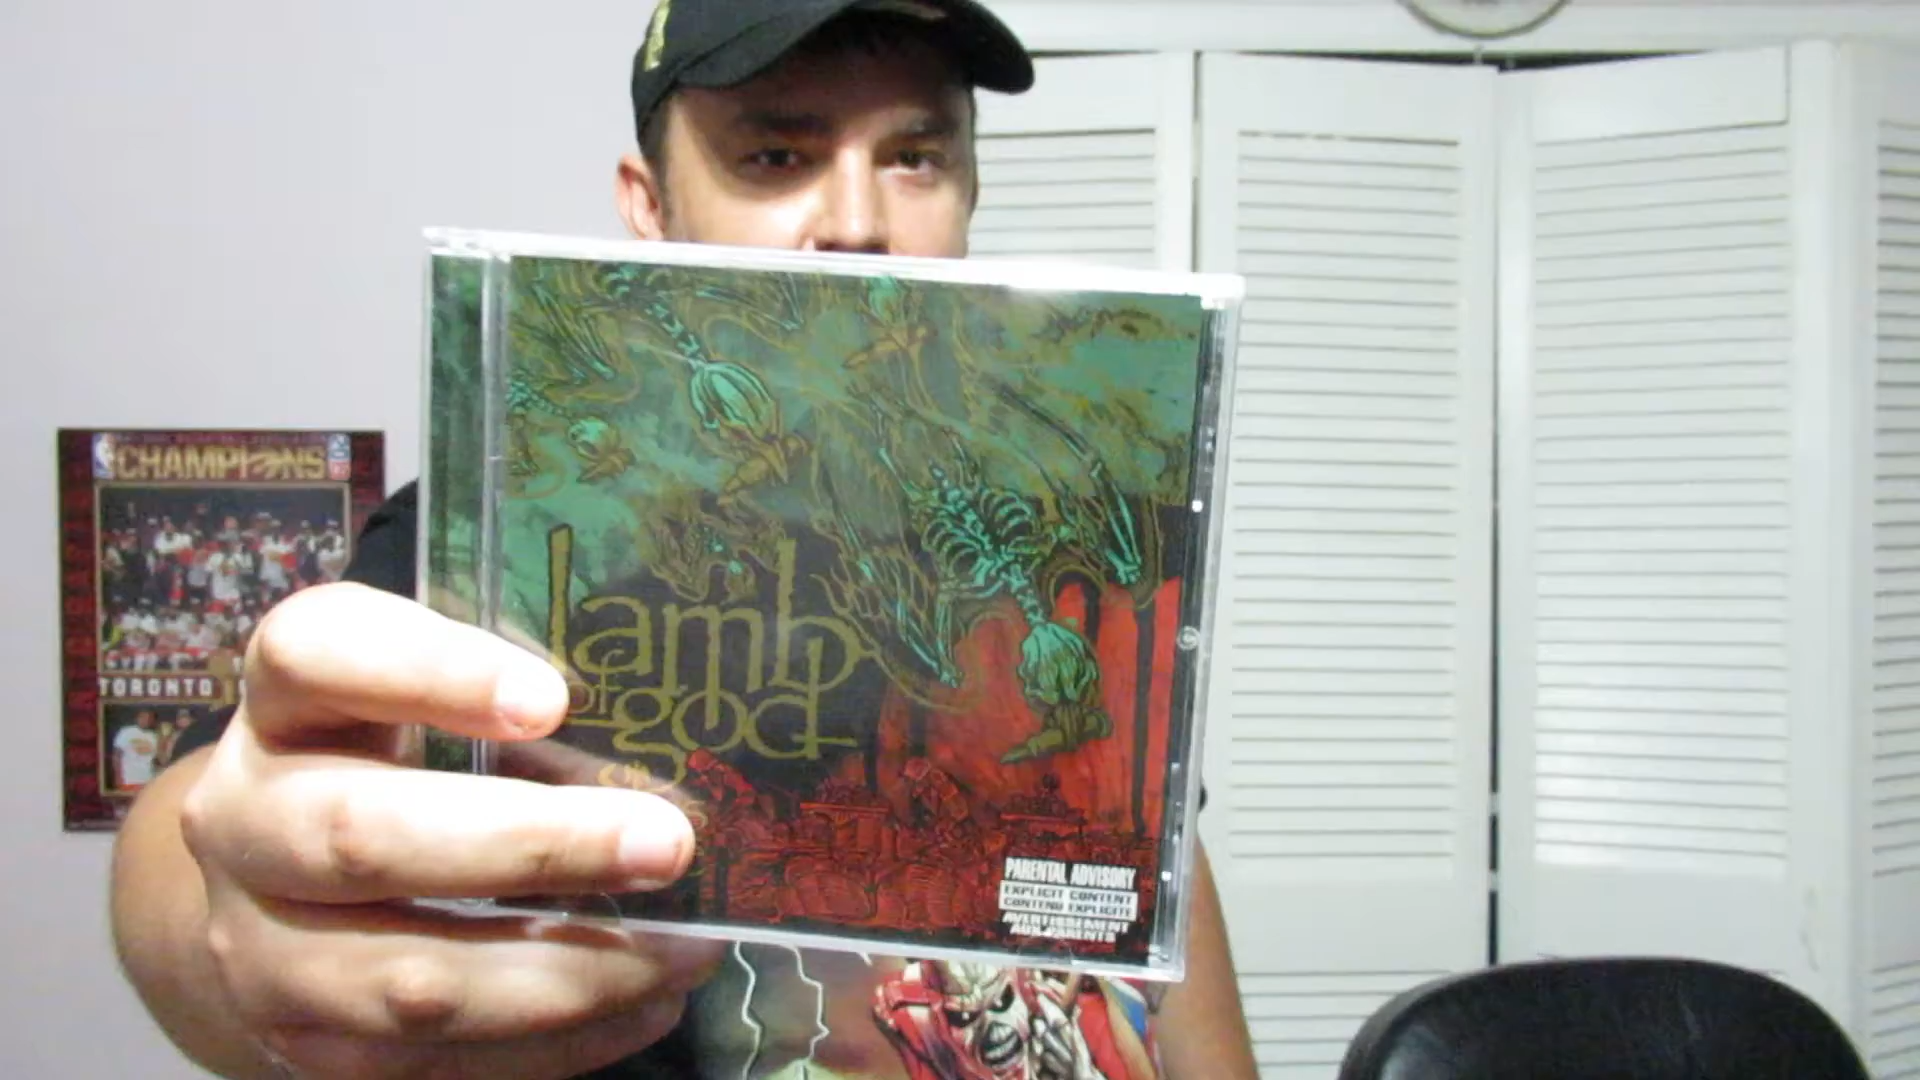 CHAMPIONS
TORONTO
lamb
of
god
PARENTAL ADVISORY
EXPLICIT CONTENT
CONTENU EXPLICITE
AVERTISSEMENT
AUX PARENTS